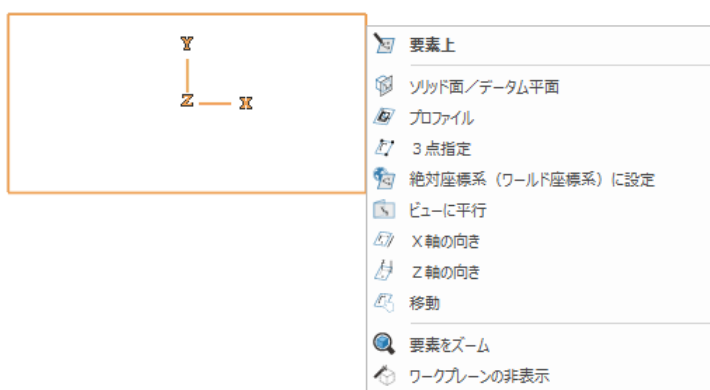 Y
Z X
要素上
ソリッド面／データム平面
プロファイル
３点指定
絶対座標系（ワールド座標系）に設定
ビューに平行
Ｘ軸の向き
Ｚ軸の向き
移動
要素をズーム
ワークプレーンの非表示